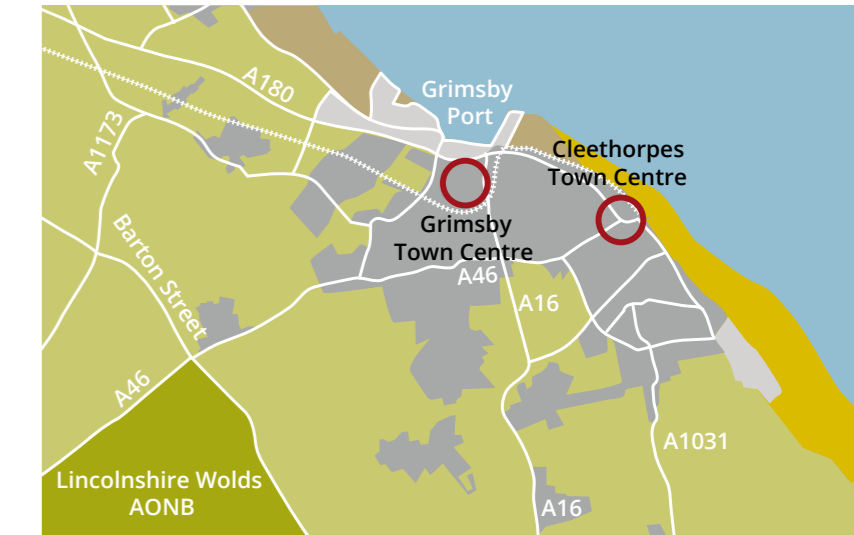 A180
Grimsby
Port
A1173
Cleethorpes
Town Centre
Grimsby
Town Centre
Barton Street
A46
A16
A46
A1031
Lincolnshire Wolds
AONB
A16